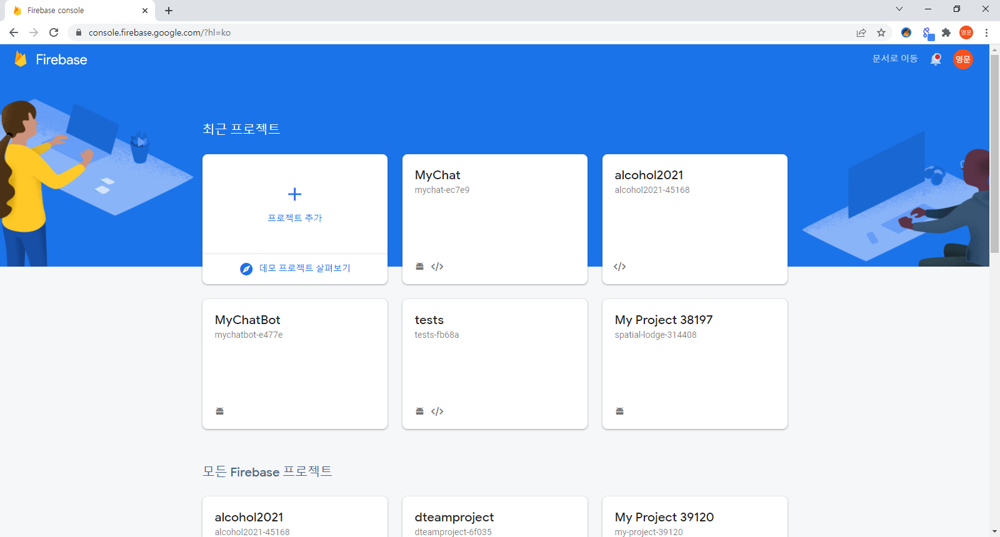 Firebase console
console.firebase.google.com/?hl=ko
영문
Firebase
문서로 이동
영문
최근 프로젝트
프로젝트 추가
데모 프로젝트 살펴보기
MyChat
mychat-ec7e9
alcohol2021
alcohol2021-45168
MyChatBot
mychatbot-e477e
tests
tests-fb68a
My Project 38197
spatial-lodge-314408
모든 Firebase 프로젝트
alcohol2021
alcohol2021-45168
dteamproject
dteamproject-6f035
My Project 39120
my-project-39120